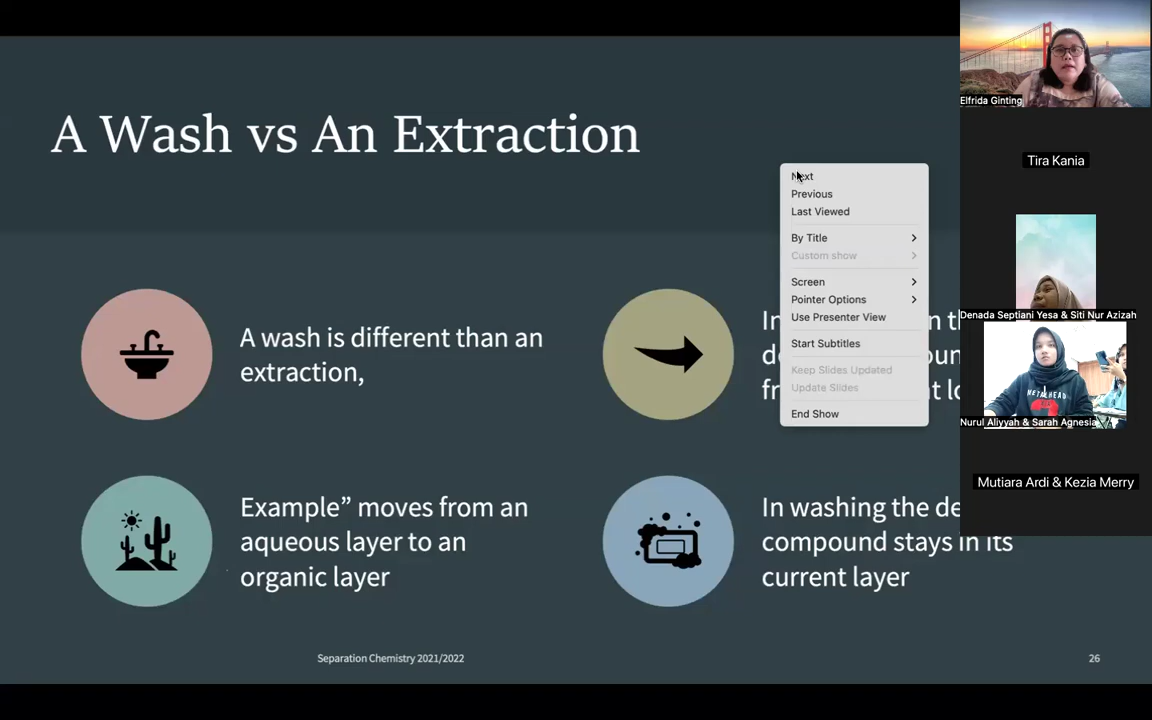 A Wash vs An Extraction
A wash is different than an
extraction,
In
Example” moves from an
aqueous layer to an
organic layer
In washing the de
compound stays in its
current layer
Separation Chemistry 2021/2022
26
Next
Previous
Last Viewed
By Title
Custom show
Screen
Pointer Options
Use Presenter View
Start Subtitles
Keep Slides Updated
Update Slides
End Show
Elfrida Ginting
Tira Kania
Denada Septiani Yesa & Siti Nur Azizah
METALHEAD
Nurul Aliyyah & Sarah Agnesia
Mutiara Ardi & Kezia Merry